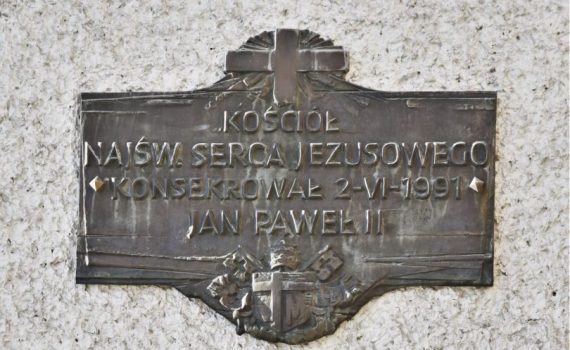 KOŚCIÓŁ
NAJŚW. SERCA JEZUSOWEGO
KONSEKROWAŁ 2-VI-1991
JAN PAWEŁ II
M